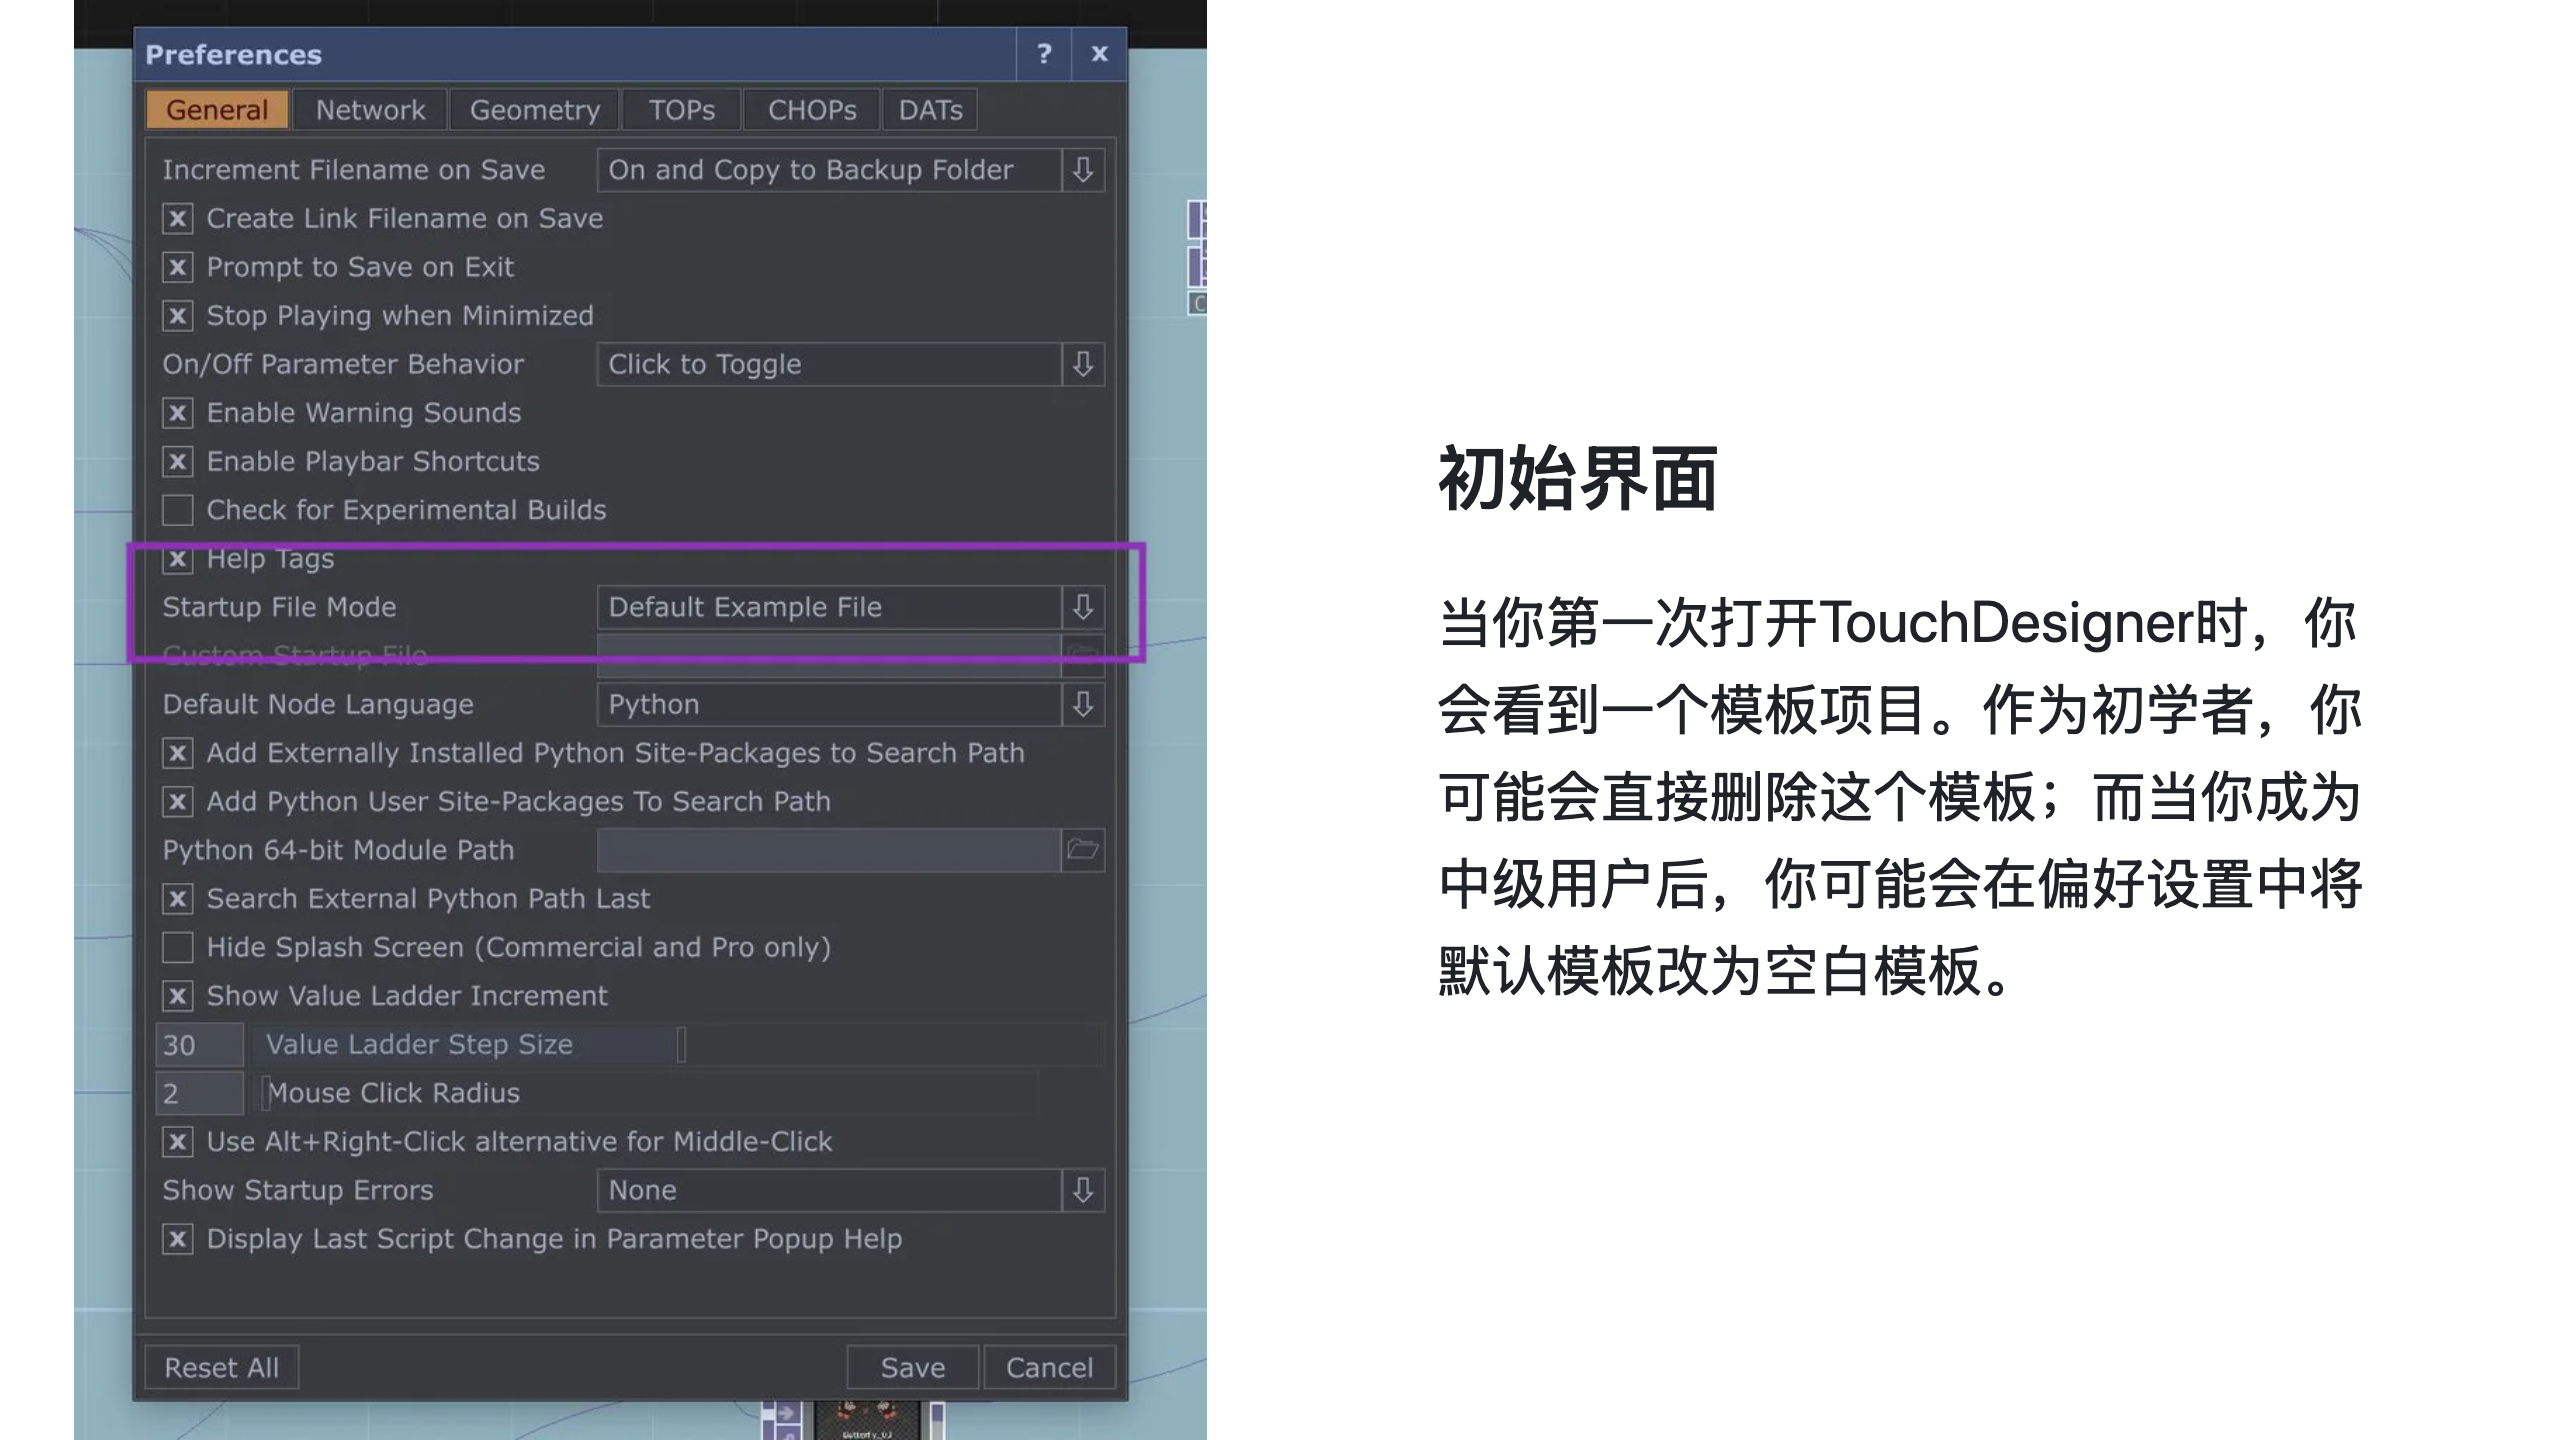 Preferences
?
x
General
Network
Geometry
TOPs
CHOPs
DATs
Increment Filename on Save
On and Copy to Backup Folder
x Create Link Filename on Save
x Prompt to Save on Exit
x Stop Playing when Minimized
On/Off Parameter Behavior
Click to Toggle
x Enable Warning Sounds
x Enable Playbar Shortcuts
Check for Experimental Builds
x Help Tags
Startup File Mode
Default Example File
Custom Startup File
Default Node Language
Python
x Add Externally Installed Python Site-Packages to Search Path
x Add Python User Site-Packages To Search Path
Python 64-bit Module Path
x Search External Python Path Last
Hide Splash Screen (Commercial and Pro only)
x Show Value Ladder Increment
30 Value Ladder Step Size
2 Mouse Click Radius
x Use Alt+Right-Click alternative for Middle-Click
Show Startup Errors
None
x Display Last Script Change in Parameter Popup Help
Reset All
Save
Cancel
初始界面
当你第一次打开TouchDesigner时，你
会看到一个模板项目。作为初学者，你
可能会直接删除这个模板；而当你成为
中级用户后，你可能会在偏好设置中将
默认模板改为空白模板。